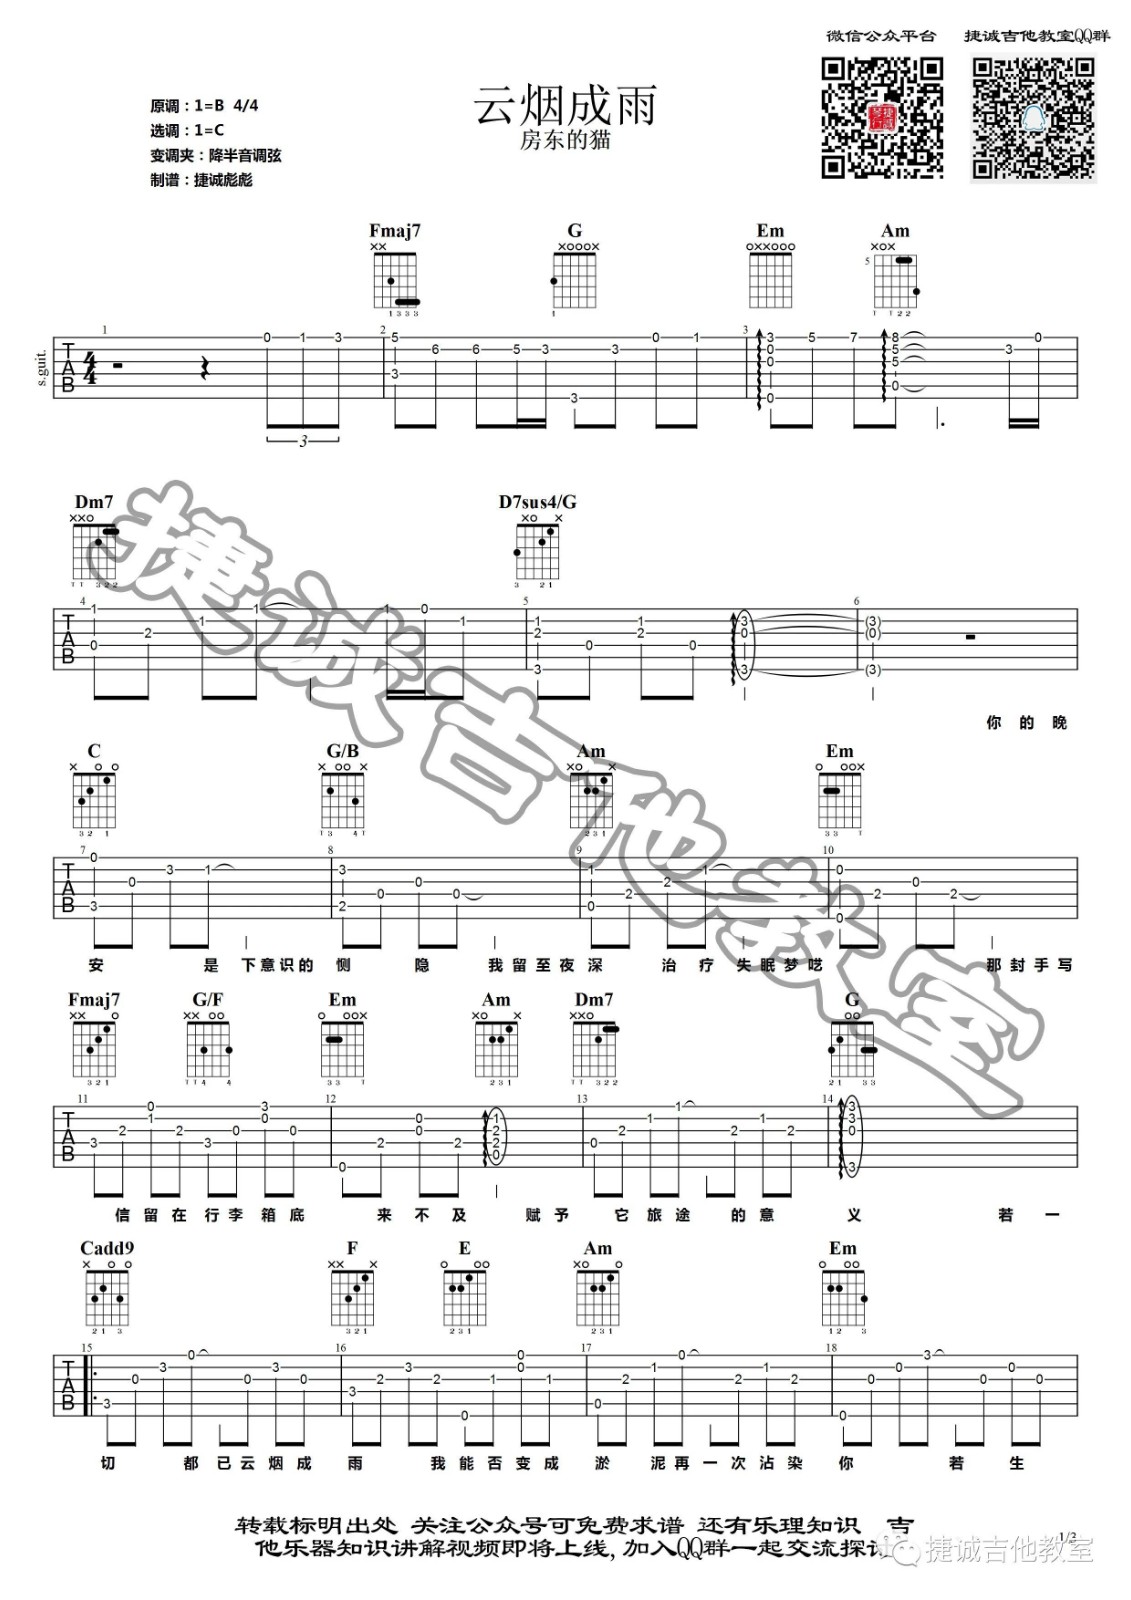 微信公众平台 捷诚吉他教室QQ群
云烟成雨
房东的猫
原调：1=B 4/4
选调：1=C
变调夹：降半音调弦
制谱：捷诚彪彪
Fmaj7 G Em Am
s.guit.
Dm7 D7sus4/G
你的晚
C G/B Am Em
安 是下意识的恻 隐 我留至夜深 治疗失眠梦呓 那封手写
Fmaj7 G/F Em Am Dm7 G
信留在行李箱底 来不及 赋予 它旅途的意 义 若一
Cadd9 F E Am Em
切 都已云烟成 雨 我能否变成 淤 泥再一次沾染 你 若 生
转载标明出处 关注公众号可免费求谱 还有乐理知识 吉
他乐器知识讲解视频即将上线,加入QQ群一起交流探讨
捷诚吉他教室
捷诚吉他教室